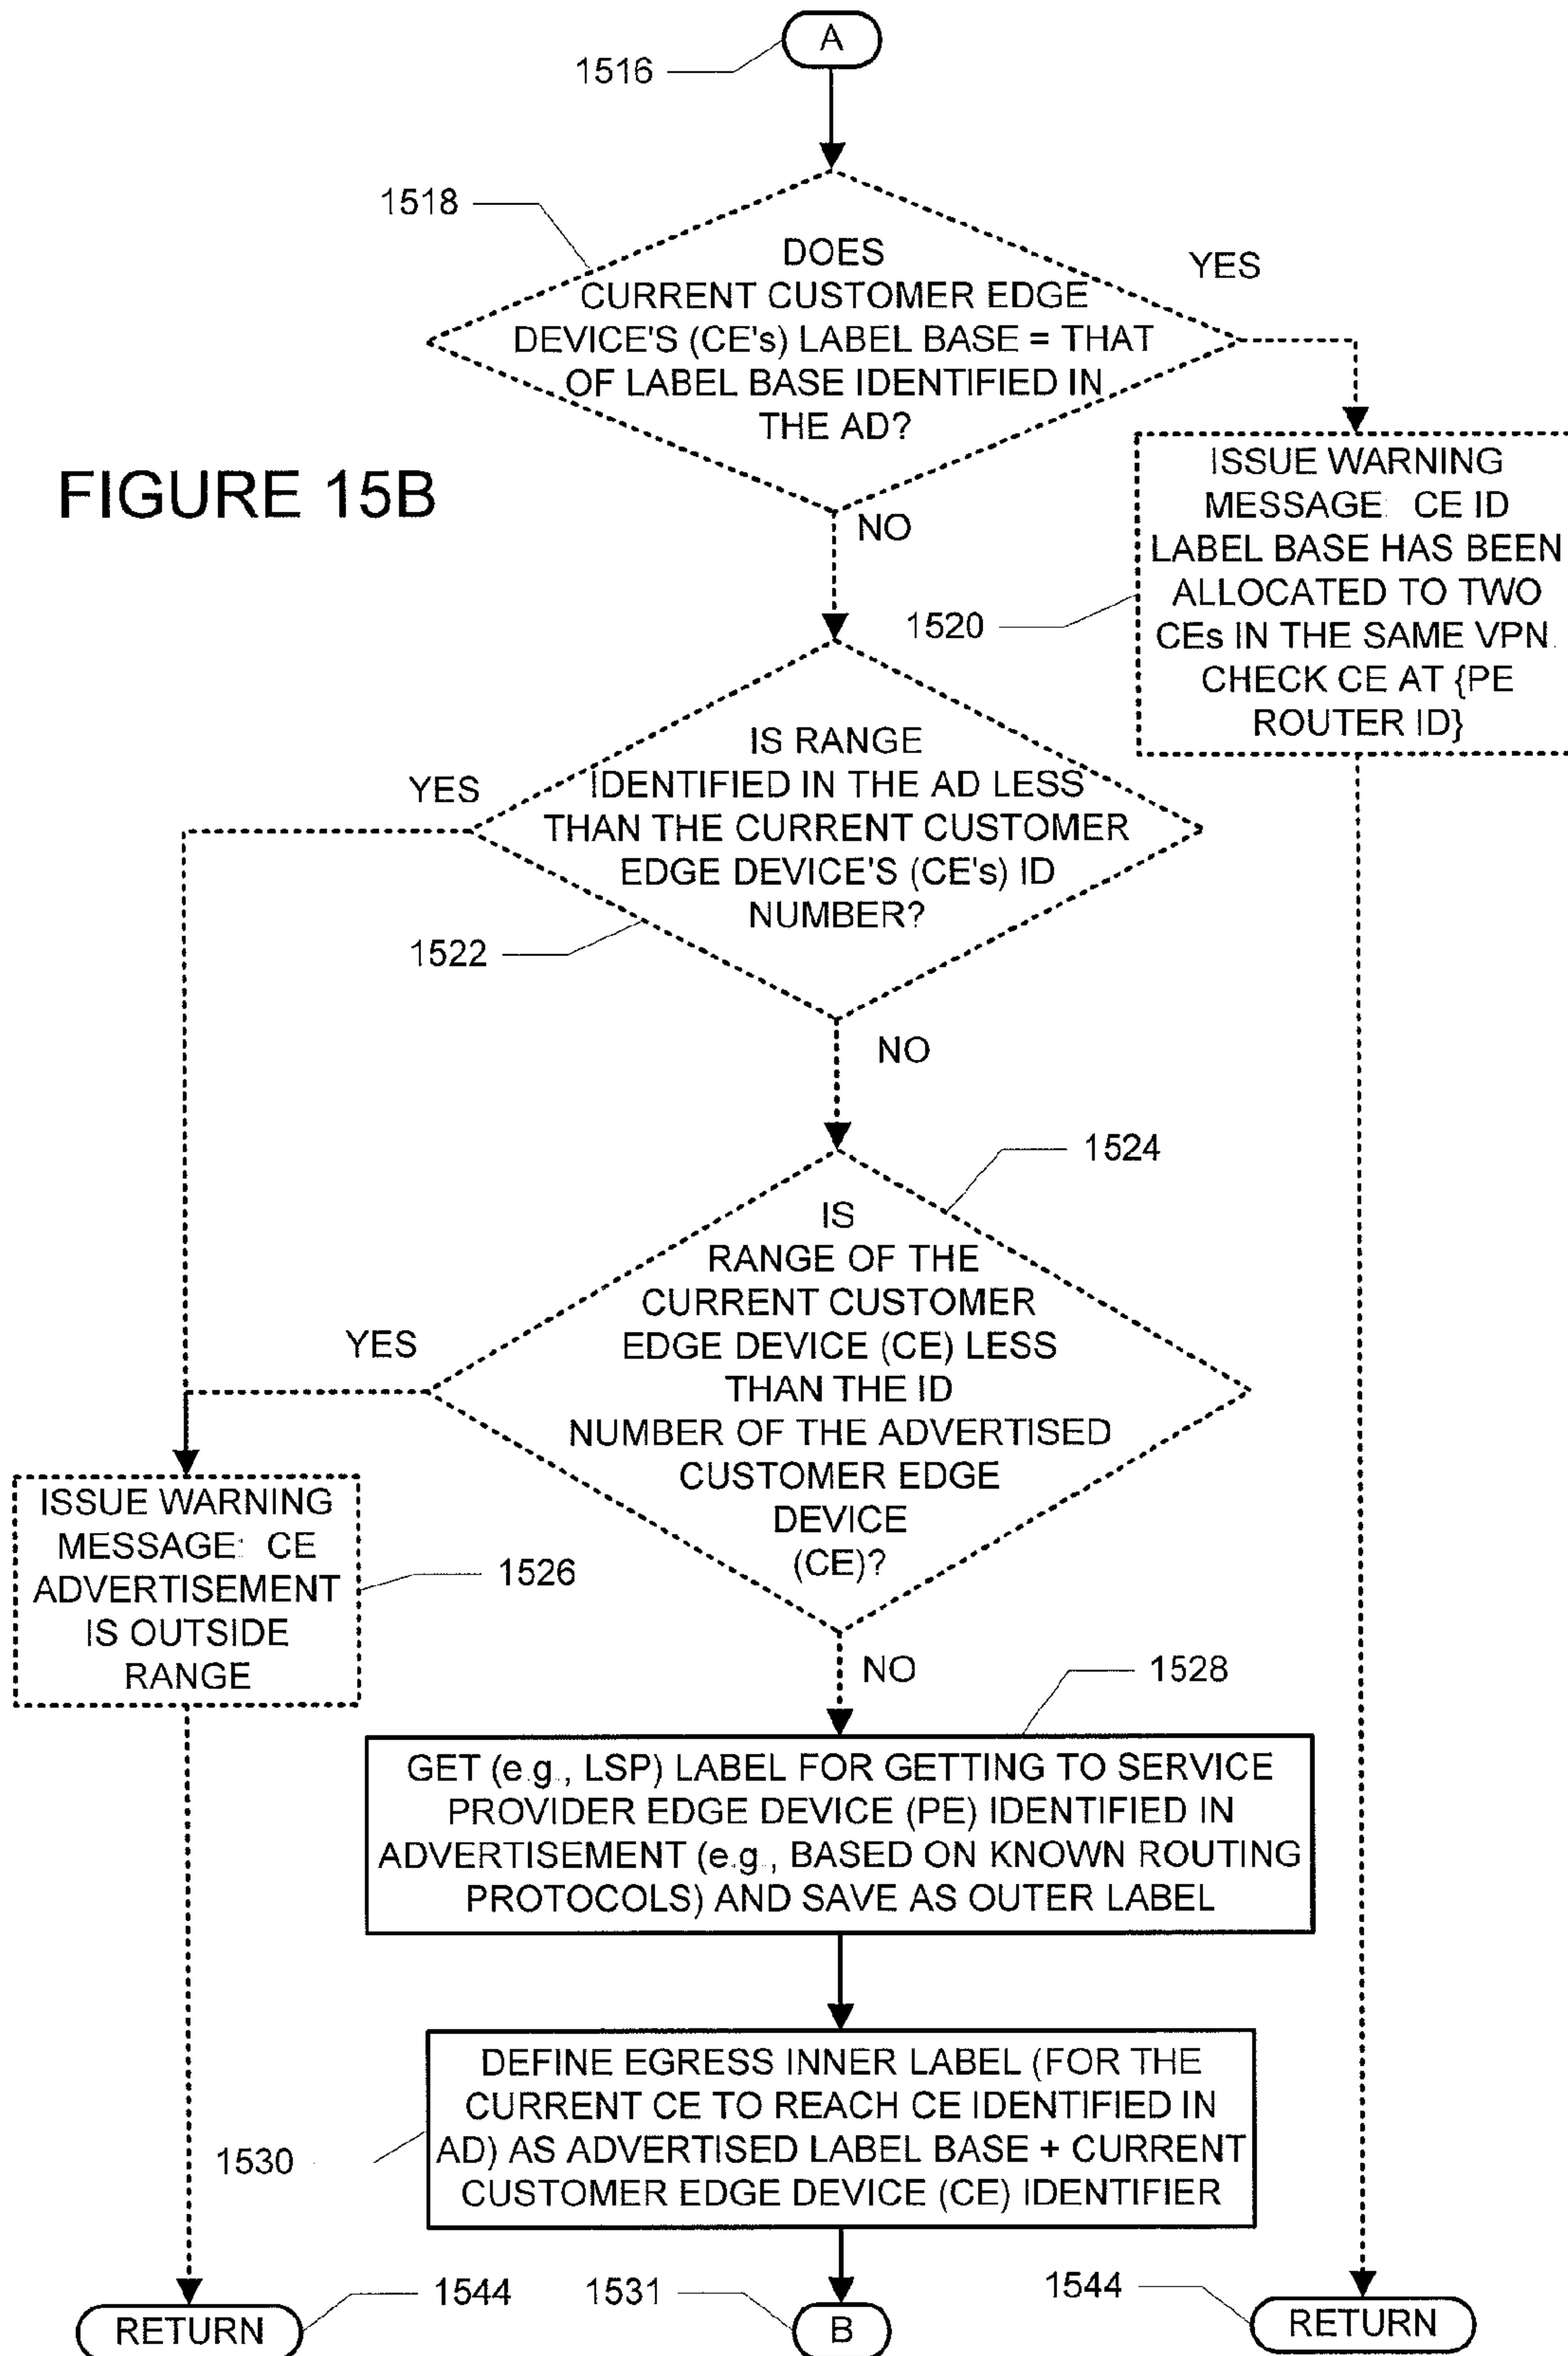 A
1516
1518
DOES
CURRENT CUSTOMER EDGE
DEVICE'S (CE's) LABEL BASE = THAT
OF LABEL BASE IDENTIFIED IN
THE AD?
YES
FIGURE 15B
NO
ISSUE WARNING
MESSAGE: CE ID
LABEL BASE HAS BEEN
ALLOCATED TO TWO
CEs IN THE SAME VPN.
CHECK CE AT {PE
ROUTER ID}
1520
IS RANGE
IDENTIFIED IN THE AD LESS
THAN THE CURRENT CUSTOMER
EDGE DEVICE'S (CE's) ID
NUMBER?
YES
1522
NO
1524
IS
RANGE OF THE
CURRENT CUSTOMER
EDGE DEVICE (CE) LESS
THAN THE ID
NUMBER OF THE ADVERTISED
CUSTOMER EDGE
DEVICE
(CE)?
YES
ISSUE WARNING
MESSAGE: CE
ADVERTISEMENT
IS OUTSIDE
RANGE
1526
NO
1528
GET (e.g., LSP) LABEL FOR GETTING TO SERVICE
PROVIDER EDGE DEVICE (PE) IDENTIFIED IN
ADVERTISEMENT (e.g., BASED ON KNOWN ROUTING
PROTOCOLS) AND SAVE AS OUTER LABEL
DEFINE EGRESS INNER LABEL (FOR THE
CURRENT CE TO REACH CE IDENTIFIED IN
AD) AS ADVERTISED LABEL BASE + CURRENT
CUSTOMER EDGE DEVICE (CE) IDENTIFIER
1530
1544
RETURN
1531
B
1544
RETURN